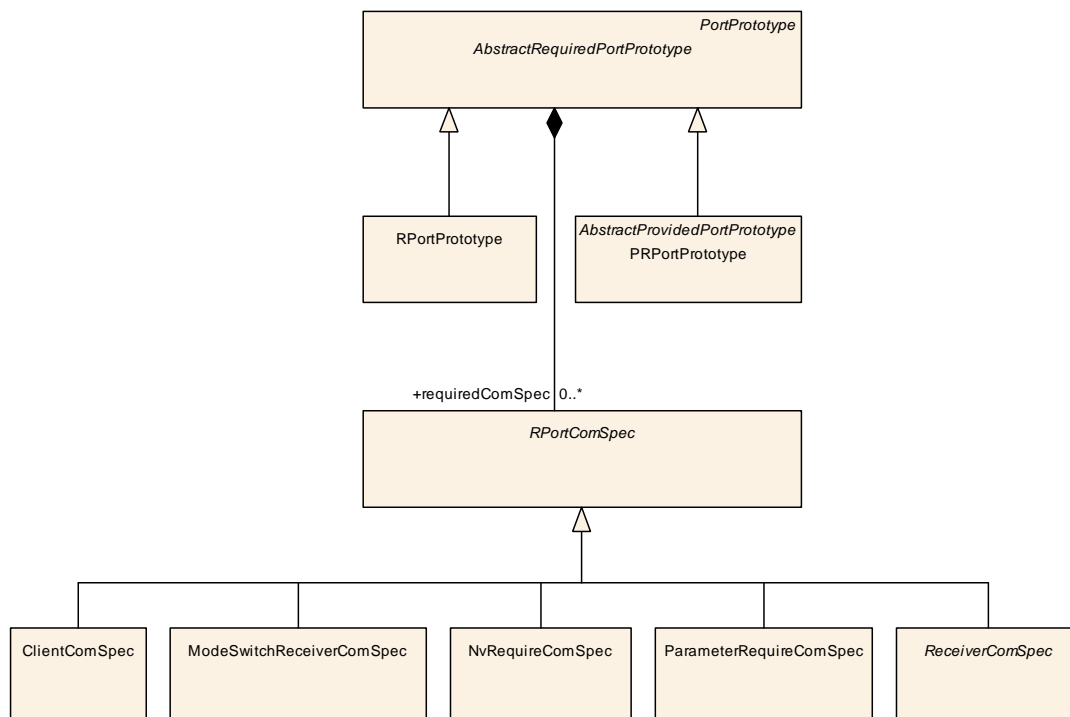 PortPrototype
AbstractRequiredPortPrototype
RPortPrototype
AbstractProvidedPortPrototype
PRPortPrototype
+requiredComSpec 0..*
RPortComSpec
ClientComSpec
ModeSwitchReceiverComSpec
NvRequireComSpec
ParameterRequireComSpec
ReceiverComSpec